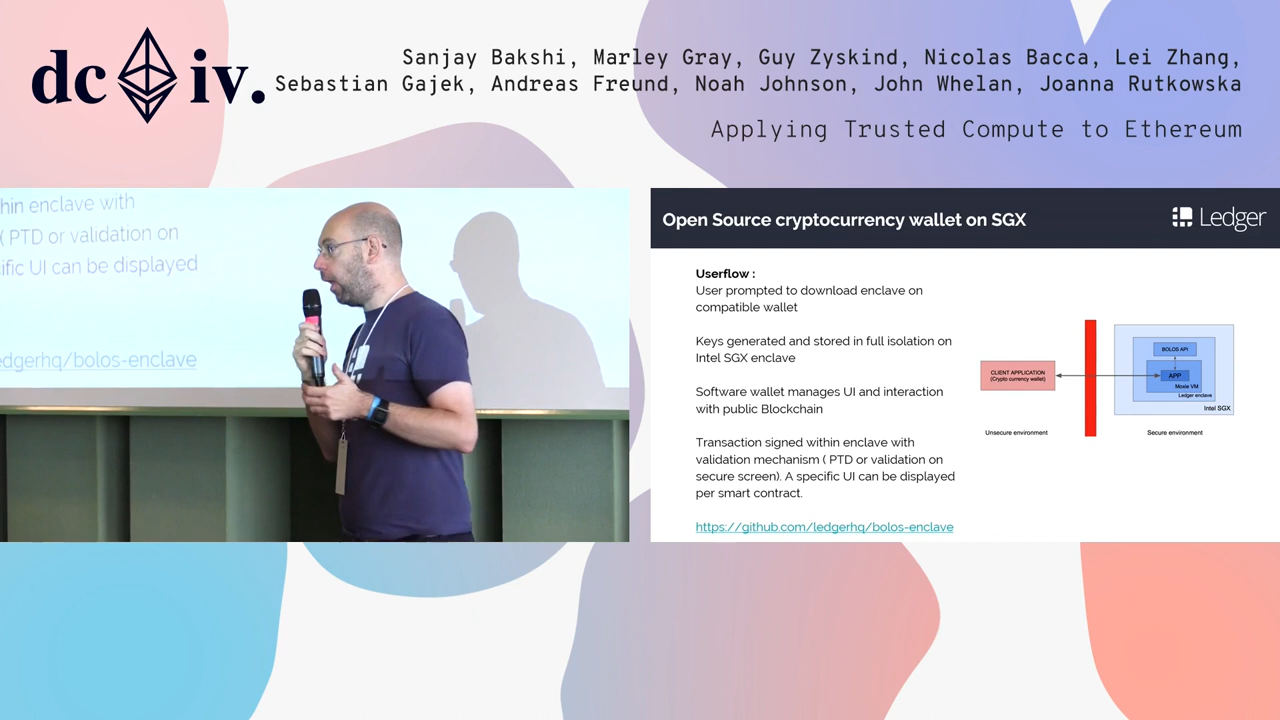 dc iv.
Sanjay Bakshi, Marley Gray, Guy Zyskind, Nicolas Bacca, Lei Zhang,
Sebastian Gajek, Andreas Freund, Noah Johnson, John Whelan, Joanna Rutkowska
Applying Trusted Compute to Ethereum
hin enclave with
( PTD or validation on
ific UI can be displayed
edgerhq/bolos-enclave
Open Source cryptocurrency wallet on SGX
Ledger
Userflow :
User prompted to download enclave on
compatible wallet
Keys generated and stored in full isolation on
Intel SGX enclave
Software wallet manages UI and interaction
with public Blockchain
Transaction signed within enclave with
validation mechanism ( PTD or validation on
secure screen). A specific UI can be displayed
per smart contract.
https://github.com/ledgerhq/bolos-enclave
CLIENT APPLICATION
(Crypto currency wallet)
BOLOS API
APP
Moxie VM
Ledger enclave
Intel SGX
Unsecure environment
Secure environment